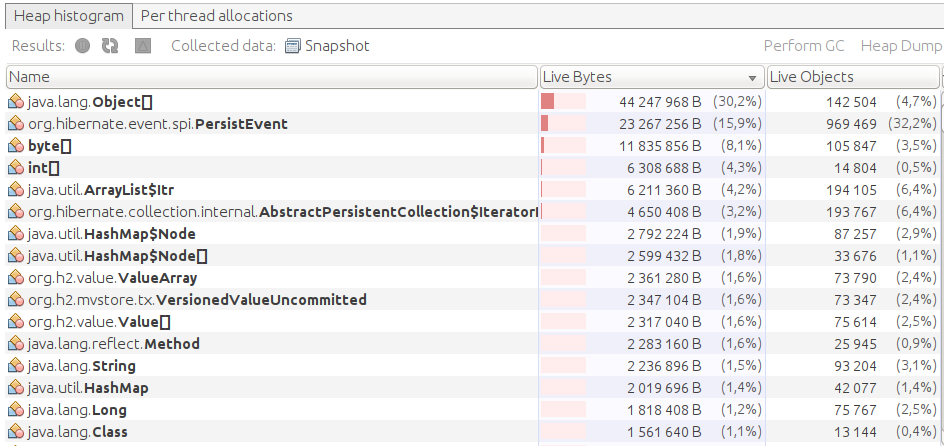 Heap histogram Per thread allocations
Results: Collected data: Snapshot Perform GC Heap Dump
Name Live Bytes Live Objects
java.lang.Object[] 44 247 968 B (30,2%) 142 504 (4,7%)
org.hibernate.event.spi.PersistEvent 23 267 256 B (15,9%) 969 469 (32,2%)
byte[] 11 835 856 B (8,1%) 105 847 (3,5%)
int[] 6 308 688 B (4,3%) 14 804 (0,5%)
java.util.ArrayList$Itr 6 211 360 B (4,2%) 194 105 (6,4%)
org.hibernate.collection.internal.AbstractPersistentCollection$Iterator 4 650 408 B (3,2%) 193 767 (6,4%)
java.util.HashMap$Node 2 792 224 B (1,9%) 87 257 (2,9%)
java.util.HashMap$Node[] 2 599 432 B (1,8%) 33 676 (1,1%)
org.h2.value.ValueArray 2 361 280 B (1,6%) 73 790 (2,4%)
org.h2.mvstore.tx.VersionedValueUncommitted 2 347 104 B (1,6%) 73 347 (2,4%)
org.h2.value.Value[] 2 317 040 B (1,6%) 75 614 (2,5%)
java.lang.reflect.Method 2 283 160 B (1,6%) 25 945 (0,9%)
java.lang.String 2 236 896 B (1,5%) 93 204 (3,1%)
java.util.HashMap 2 019 696 B (1,4%) 42 077 (1,4%)
java.lang.Long 1 818 408 B (1,2%) 75 767 (2,5%)
java.lang.Class 1 561 640 B (1,1%) 13 144 (0,4%)